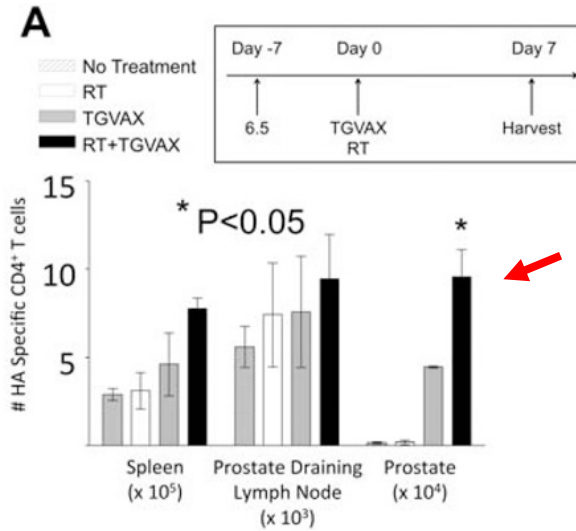 A
No Treatment
RT
TGVAX
RT+TGVAX
Day -7 Day 0 Day 7
6.5 TGVAX Harvest
RT
# HA Specific CD4⁺ T cells
15
10
5
* P<0.05
*
Spleen
(x 10⁵)
Prostate Draining
Lymph Node
(x 10³)
Prostate
(x 10⁴)